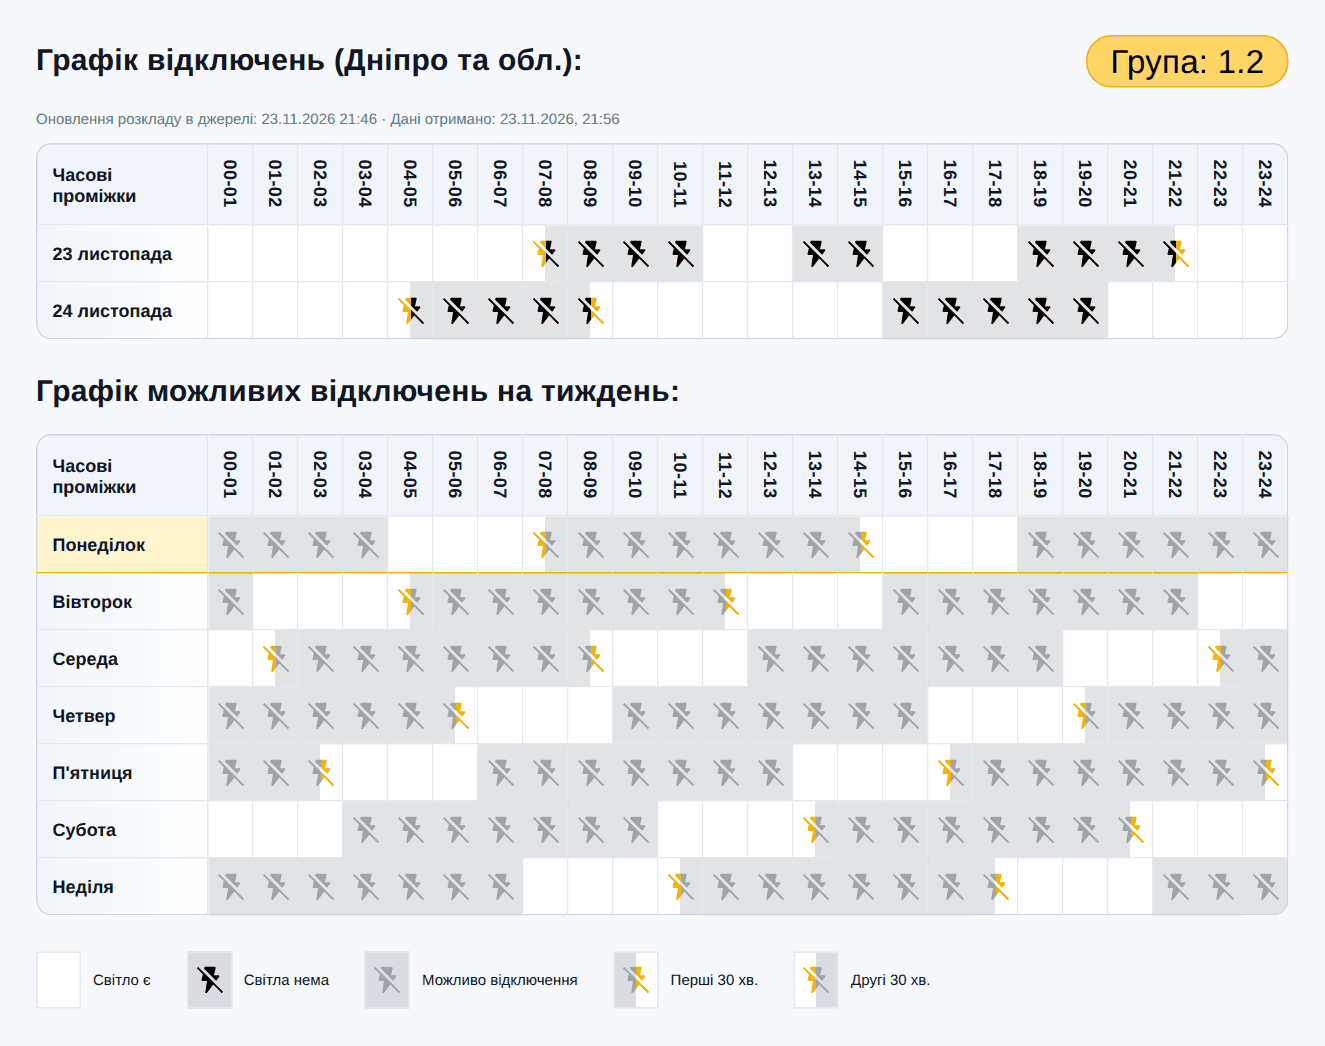 Графік відключень (Дніпро та обл.):
Група: 1.2
Оновлення розкладу в джерелі: 23.11.2026 21:46 · Дані отримано: 23.11.2026, 21:56
Часові
проміжки
00-01 01-02 02-03 03-04 04-05 05-06 06-07 07-08 08-09 09-10 10-11 11-12 12-13 13-14 14-15 15-16 16-17 17-18 18-19 19-20 20-21 21-22 22-23 23-24
23 листопада
24 листопада
Графік можливих відключень на тиждень:
Часові
проміжки
00-01 01-02 02-03 03-04 04-05 05-06 06-07 07-08 08-09 09-10 10-11 11-12 12-13 13-14 14-15 15-16 16-17 17-18 18-19 19-20 20-21 21-22 22-23 23-24
Понеділок
Вівторок
Середа
Четвер
П'ятниця
Субота
Неділя
Світло є
Світла нема
Можливо відключення
Перші 30 хв.
Другі 30 хв.